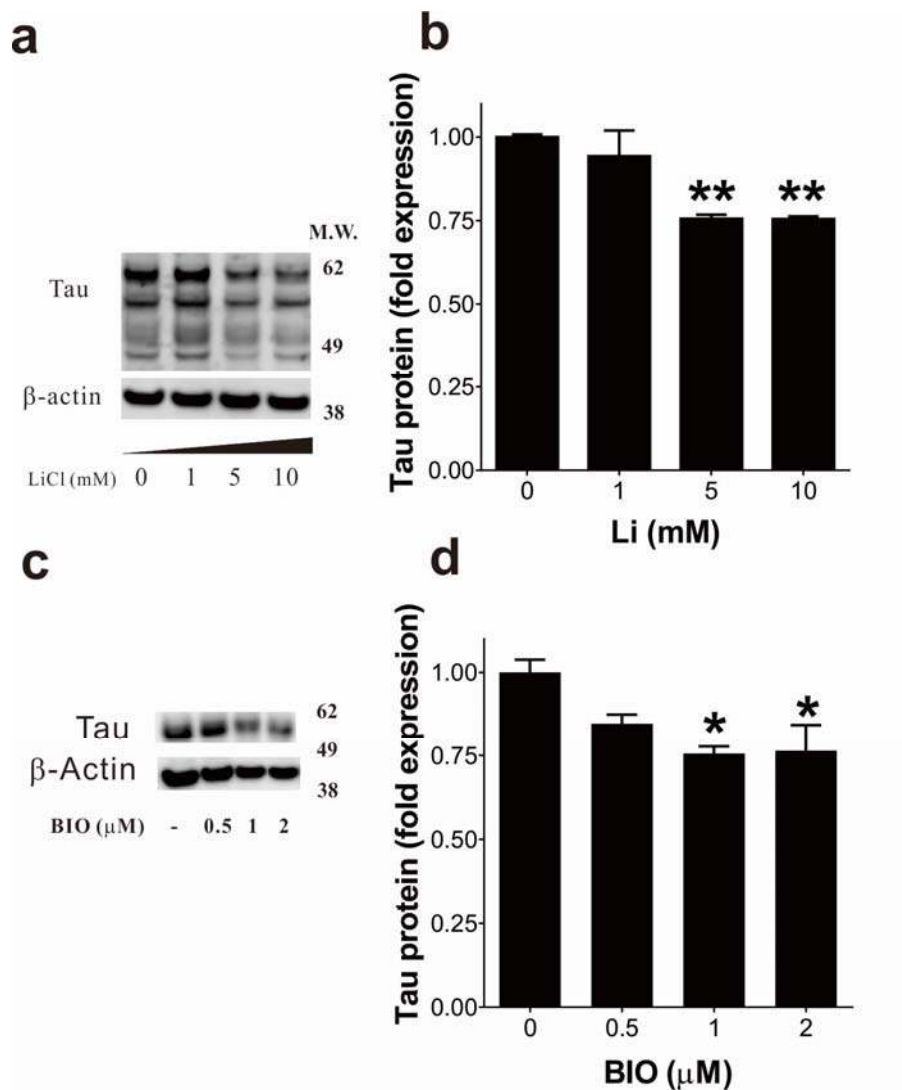 a
M.W.
Tau
62
49
β-actin
38
LiCl (mM) 0 1 5 10
b
Tau protein (fold expression)
1.00
0.75
0.50
0.25
0.00
** **
0 1 5 10
Li (mM)
c
Tau
62
49
β-Actin
38
BIO (μM) - 0.5 1 2
d
Tau protein (fold expression)
1.00
0.75
0.50
0.25
0.00
* *
0 0.5 1 2
BIO (μM)